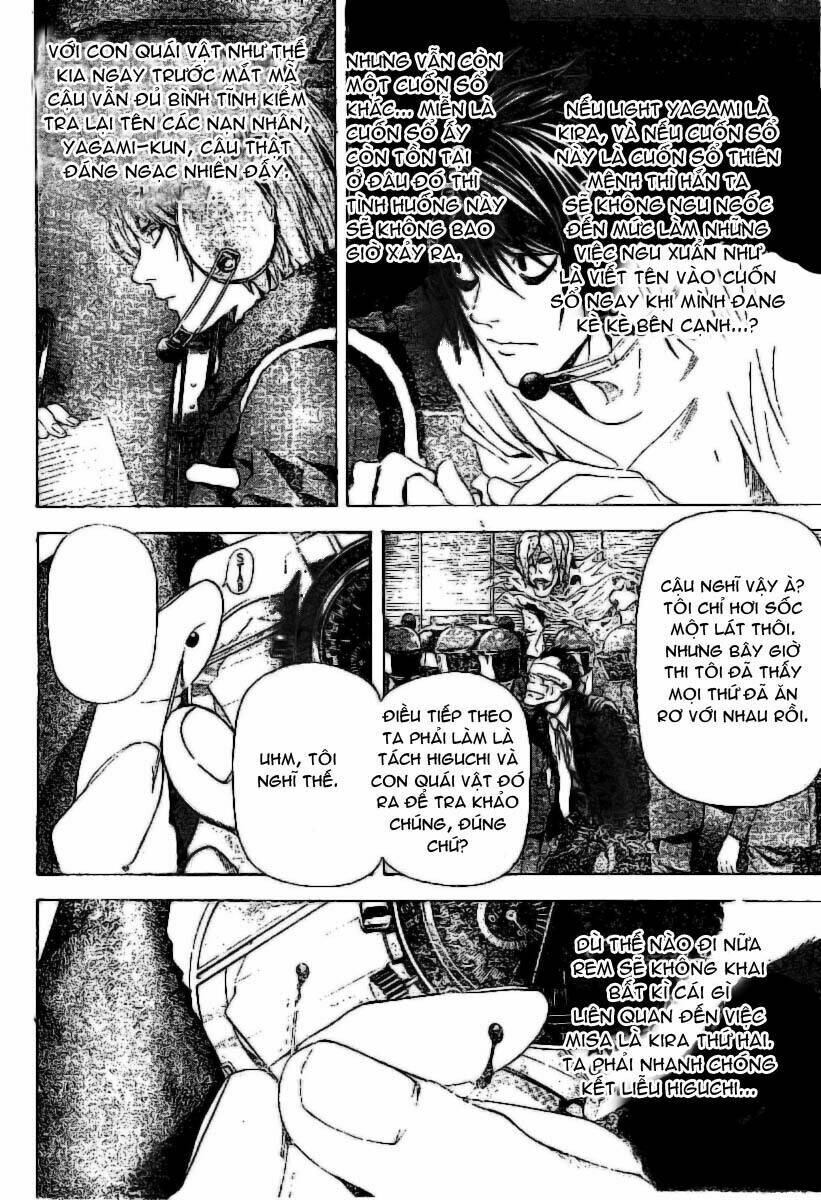 NẾU LIGHT YAGAMI LÀ
KIRA, VÀ NẾU CUỐN SỔ
NÀY LÀ CUỐN SỔ THIÊN
MỆNH THÌ HẮN TA
SẼ KHÔNG NGU NGỐC
ĐẾN MỨC LÀM NHỮNG
VIỆC NGU XUẨN NHƯ
LÀ VIẾT TÊN VÀO CUỐN
SỔ NGAY KHI MÌNH ĐANG
KÈ KÈ BÊN CẠNH...?
NHƯNG VẪN CÒN
MỘT CUỐN SỔ
KHÁC... MIỄN LÀ
CUỐN SỔ ẤY
CÒN TỒN TẠI
Ở ĐÂU ĐÓ THÌ
TÌNH HUỐNG NÀY
SẼ KHÔNG BAO
GIỜ XẢY RA.
VỚI CON QUÁI VẬT NHƯ THẾ
KIA NGAY TRƯỚC MẮT MÀ
CẬU VẪN ĐỦ BÌNH TĨNH KIỂM
TRA LẠI TÊN CÁC NẠN NHÂN,
YAGAMI-KUN, CẬU THẬT
ĐÁNG NGẠC NHIÊN ĐẤY.
CẬU NGHĨ VẬY À?
TÔI CHỈ HƠI SỐC
MỘT LÁT THÔI.
NHƯNG BÂY GIỜ
THI TÔI ĐÃ THẤY
MỌI THỨ ĐÃ ĂN
RƠ VỚI NHAU RỒI.
ĐIỀU TIẾP THEO
TA PHẢI LÀM LÀ
TÁCH HIGUCHI VÀ
CON QUÁI VẬT ĐÓ
RA ĐỂ TRA KHẢO
CHÚNG, ĐÚNG
CHỨ?
UHM, TÔI
NGHĨ THẾ.
DÙ THẾ NÀO ĐI NỮA
REM SẼ KHÔNG KHAI
BẤT KÌ CÁI GÌ
LIÊN QUAN ĐẾN VIỆC
MISA LÀ KIRA THỨ HAI.
TA PHẢI NHANH CHÓNG
KẾT LIỄU HIGUCHI...